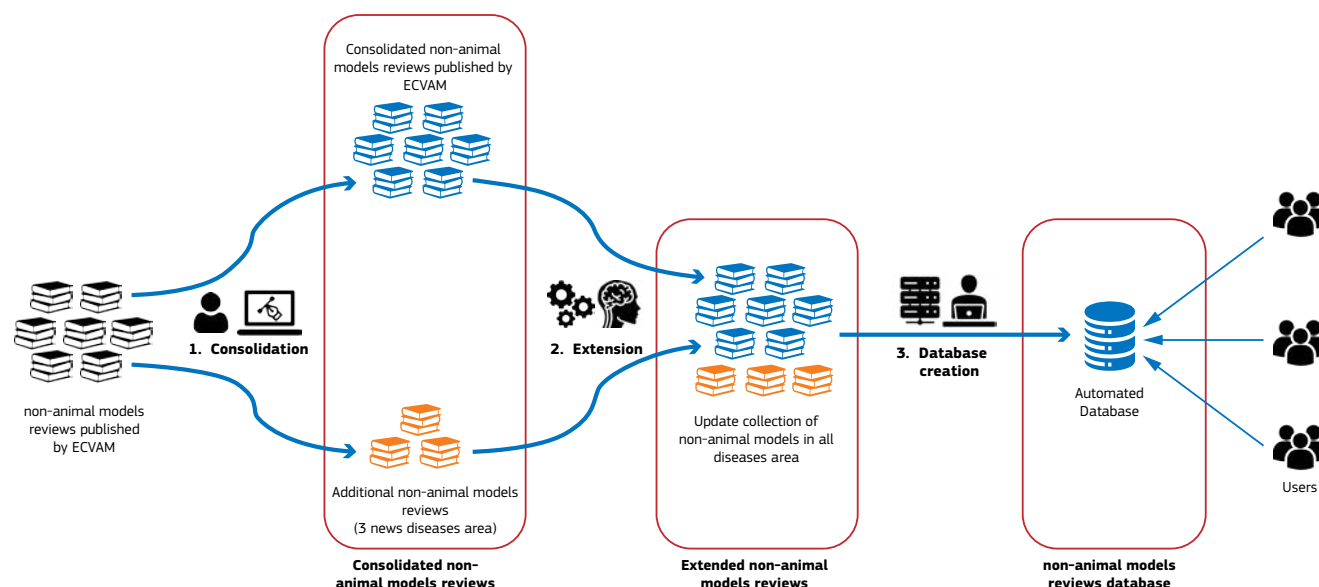 non-animal models
reviews published
by ECVAM
1. Consolidation
Consolidated non-animal
models reviews published by
ECVAM
Additional non-animal models
reviews
(3 news diseases area)
Consolidated non-
animal models reviews
2. Extension
Update collection of
non-animal models in all
diseases area
Extended non-animal
models reviews
3. Database
creation
Automated
Database
non-animal models
reviews database
Users